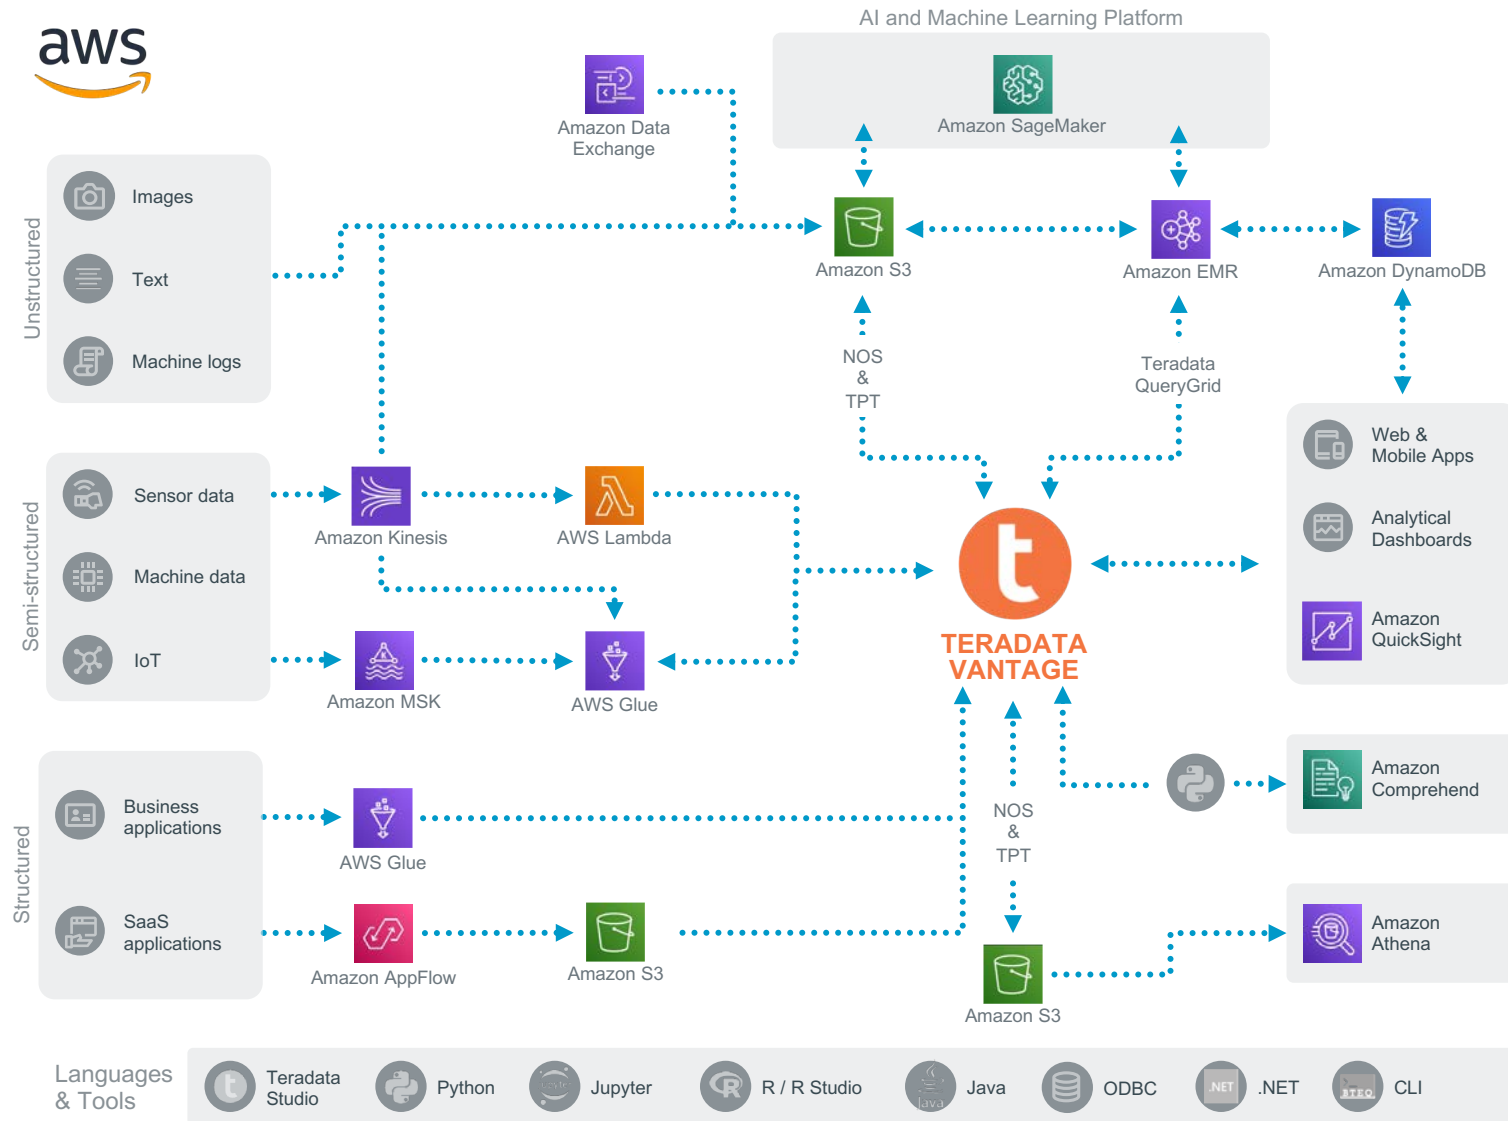 aws
AI and Machine Learning Platform
Amazon SageMaker
Amazon Data
Exchange
Unstructured
Images
Text
Machine logs
Amazon S3
Amazon EMR
Amazon DynamoDB
NOS
&
TPT
Teradata
QueryGrid
Web &
Mobile Apps
Analytical
Dashboards
Amazon
QuickSight
Semi-structured
Sensor data
Machine data
IoT
Amazon Kinesis
AWS Lambda
Amazon MSK
AWS Glue
t
TERADATA
VANTAGE
Structured
Business
applications
SaaS
applications
AWS Glue
Amazon AppFlow
Amazon S3
NOS
&
TPT
Amazon S3
Amazon
Comprehend
Amazon
Athena
Languages
& Tools
t
Teradata
Studio
Python
Jupyter
R
R / R Studio
Java
Java
ODBC
.NET
.NET
BTEQ
CLI